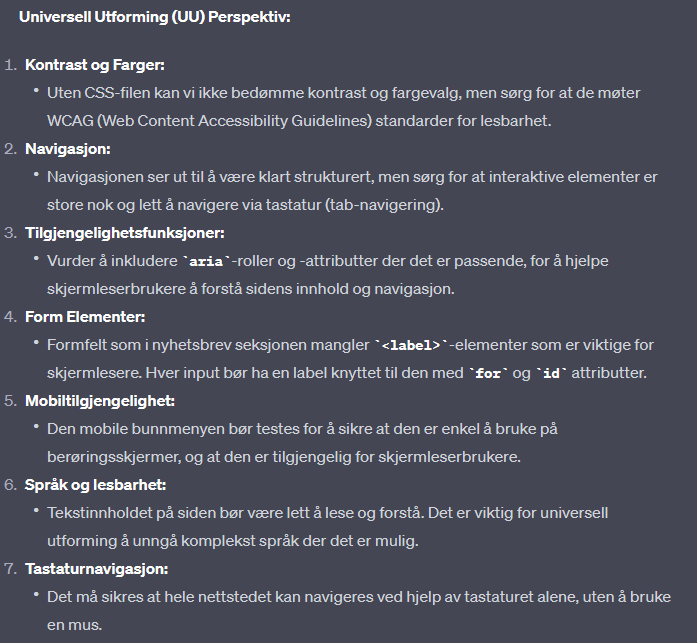 Universell Utforming (UU) Perspektiv:
1. Kontrast og Farger:
• Uten CSS-filen kan vi ikke bedømme kontrast og fargevalg, men sørg for at de møter
WCAG (Web Content Accessibility Guidelines) standarder for lesbarhet.
2. Navigasjon:
• Navigasjonen ser ut til å være klart strukturert, men sørg for at interaktive elementer er
store nok og lett å navigere via tastatur (tab-navigering).
3. Tilgjengelighetsfunksjoner:
• Vurder å inkludere `aria`-roller og -attributter der det er passende, for å hjelpe
skjermleserbrukere å forstå sidens innhold og navigasjon.
4. Form Elementer:
• Formfelt som i nyhetsbrev seksjonen mangler `<label>`-elementer som er viktige for
skjermlesere. Hver input bør ha en label knyttet til den med `for` og `id` attributter.
5. Mobiltilgjengelighet:
• Den mobile bunnmenyen bør testes for å sikre at den er enkel å bruke på
berøringsskjermer, og at den er tilgjengelig for skjermleserbrukere.
6. Språk og lesbarhet:
• Tekstinnholdet på siden bør være lett å lese og forstå. Det er viktig for universell
utforming å unngå komplekst språk der det er mulig.
7. Tastaturnavigasjon:
• Det må sikres at hele nettstedet kan navigeres ved hjelp av tastaturet alene, uten å bruke
en mus.